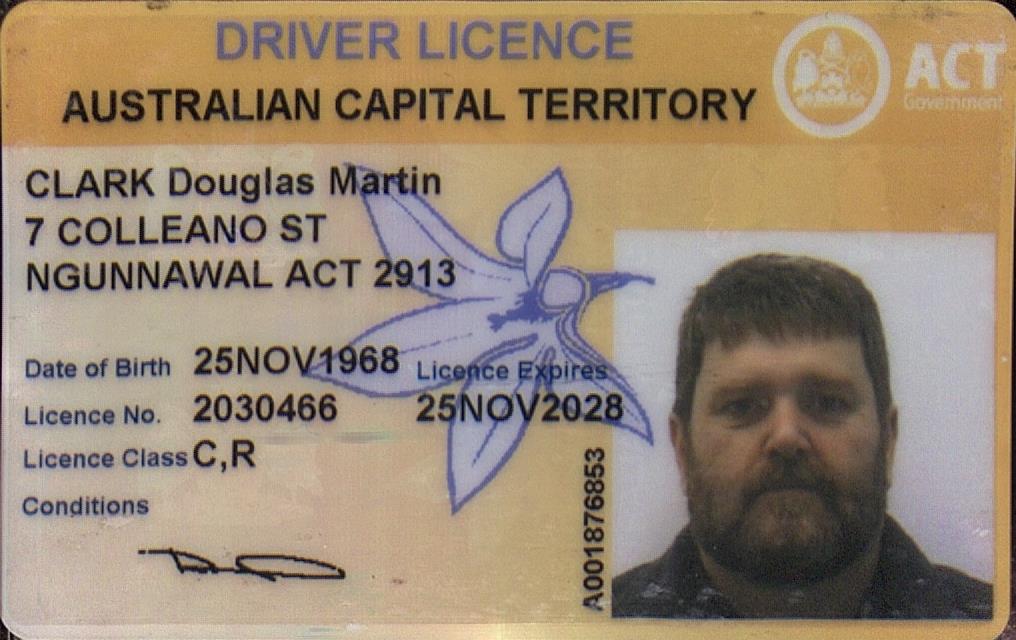 DRIVER LICENCE
AUSTRALIAN CAPITAL TERRITORY
ACT
Government
CLARK Douglas Martin
7 COLLEANO ST
NGUNNAWAL ACT 2913
Date of Birth 25NOV1968
Licence Expires
Licence No. 2030466
25NOV2028
Licence Class C,R
Conditions
A001876853